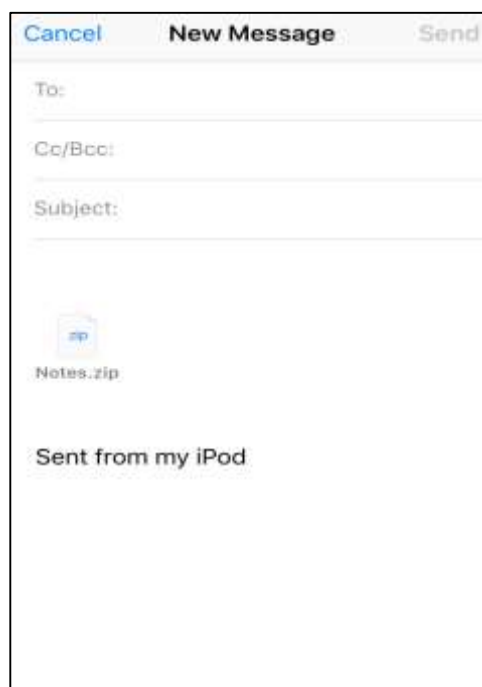 Cancel New Message Send
To:
Cc/Bcc:
Subject:
zip
Notes.zip
Sent from my iPod